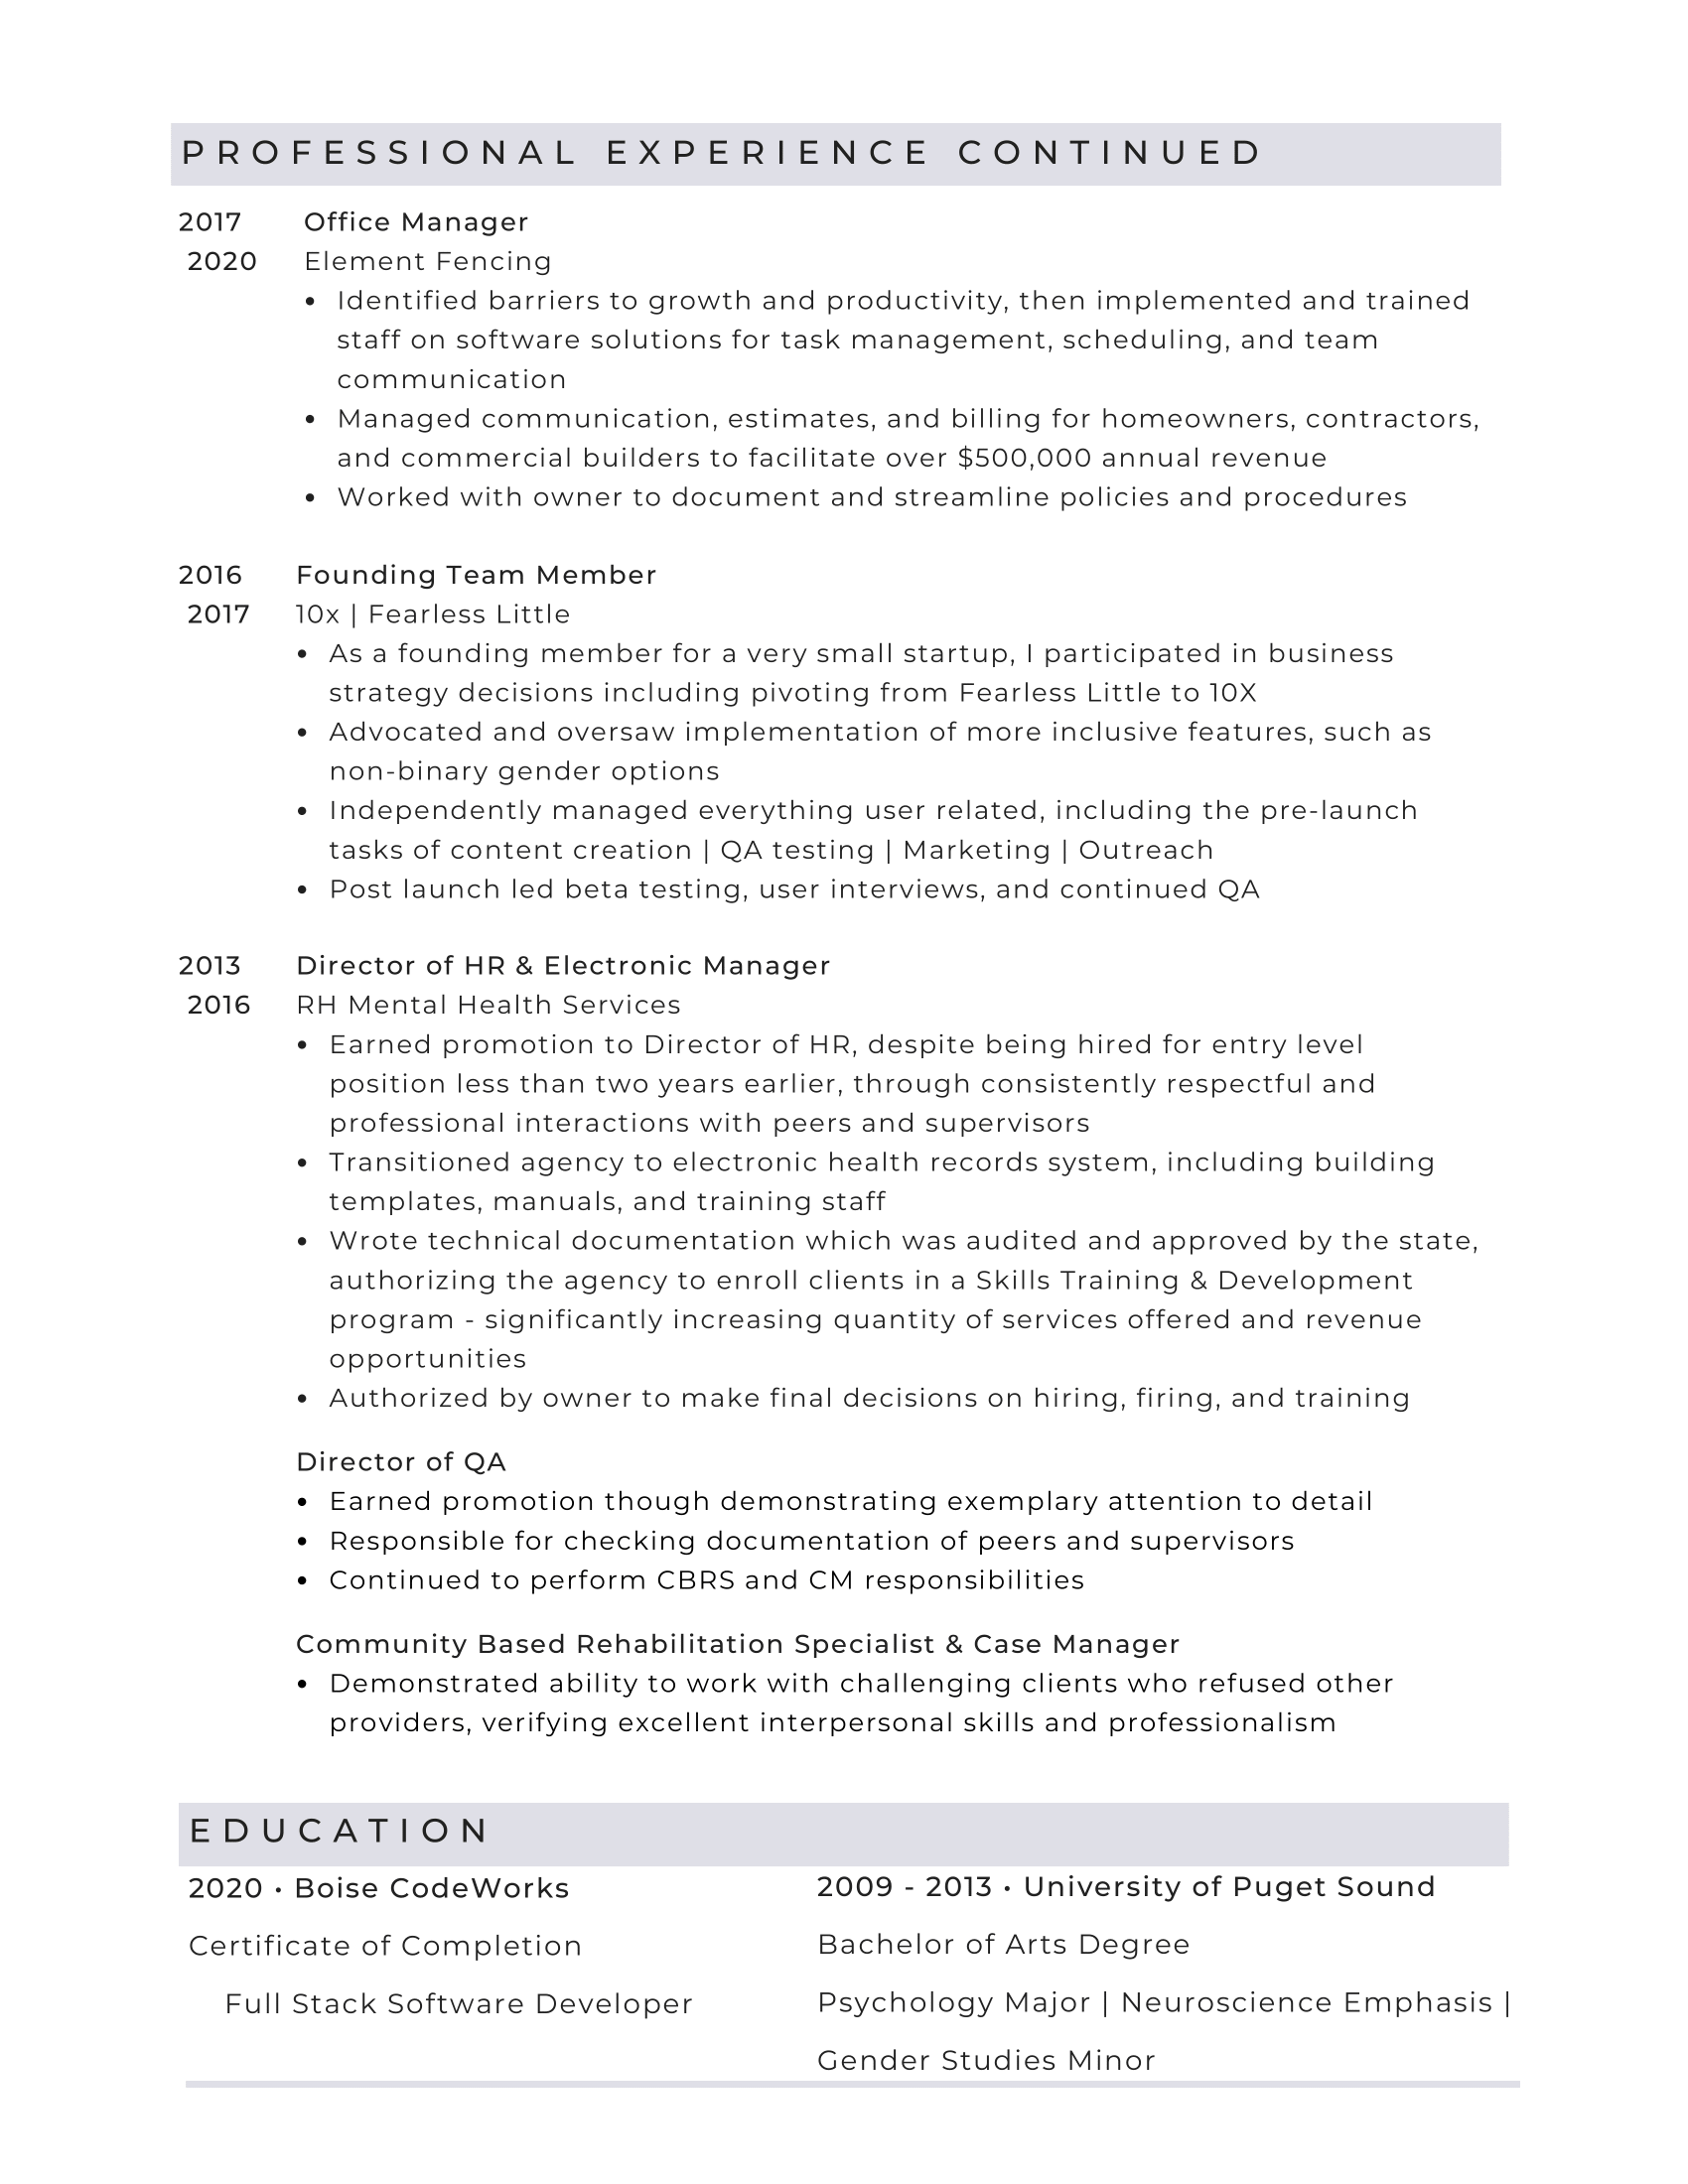 PROFESSIONAL EXPERIENCE CONTINUED
2017 Office Manager
2020 Element Fencing
• Identified barriers to growth and productivity, then implemented and trained
staff on software solutions for task management, scheduling, and team
communication
• Managed communication, estimates, and billing for homeowners, contractors,
and commercial builders to facilitate over $500,000 annual revenue
• Worked with owner to document and streamline policies and procedures
2016 Founding Team Member
2017 10x | Fearless Little
• As a founding member for a very small startup, I participated in business
strategy decisions including pivoting from Fearless Little to 10X
• Advocated and oversaw implementation of more inclusive features, such as
non-binary gender options
• Independently managed everything user related, including the pre-launch
tasks of content creation | QA testing | Marketing | Outreach
• Post launch led beta testing, user interviews, and continued QA
2013 Director of HR & Electronic Manager
2016 RH Mental Health Services
• Earned promotion to Director of HR, despite being hired for entry level
position less than two years earlier, through consistently respectful and
professional interactions with peers and supervisors
• Transitioned agency to electronic health records system, including building
templates, manuals, and training staff
• Wrote technical documentation which was audited and approved by the state,
authorizing the agency to enroll clients in a Skills Training & Development
program - significantly increasing quantity of services offered and revenue
opportunities
• Authorized by owner to make final decisions on hiring, firing, and training
Director of QA
• Earned promotion though demonstrating exemplary attention to detail
• Responsible for checking documentation of peers and supervisors
• Continued to perform CBRS and CM responsibilities
Community Based Rehabilitation Specialist & Case Manager
• Demonstrated ability to work with challenging clients who refused other
providers, verifying excellent interpersonal skills and professionalism
EDUCATION
2020 • Boise CodeWorks
Certificate of Completion
Full Stack Software Developer
2009 - 2013 • University of Puget Sound
Bachelor of Arts Degree
Psychology Major | Neuroscience Emphasis |
Gender Studies Minor